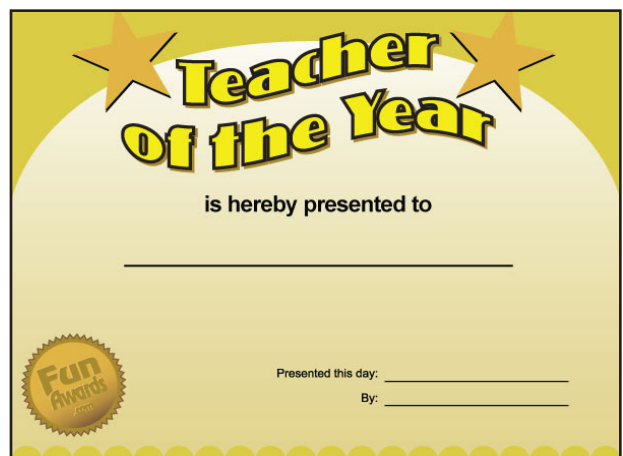 Teacher
of the Year
is hereby presented to
Presented this day:
By:
Fun
Awards
.com